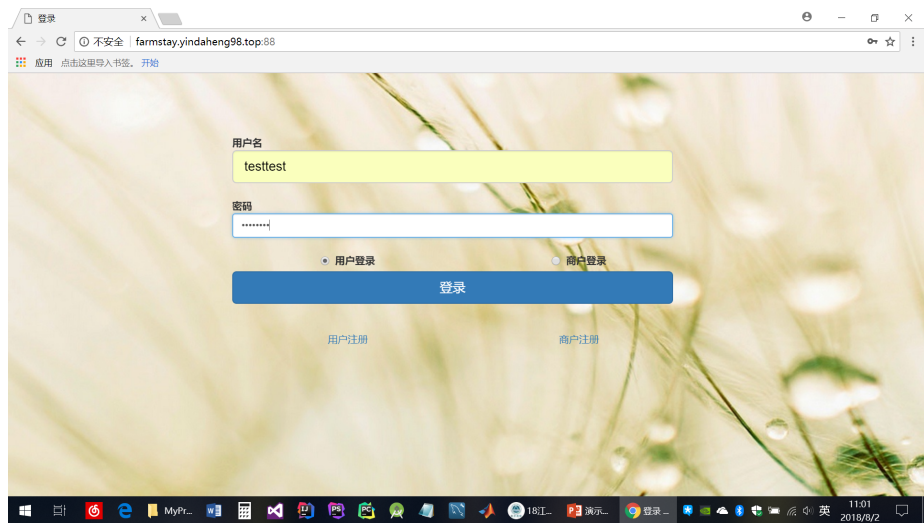 登录
不安全 farmstay.yindaheng98.top:88
应用 点击这里导入书签。 开始
用户名
testtest
密码
••••••••
用户登录 商户登录
登录
用户注册 商户注册
MyPr... 18江... 演示... 登录 ... 英 11:01
2018/8/2